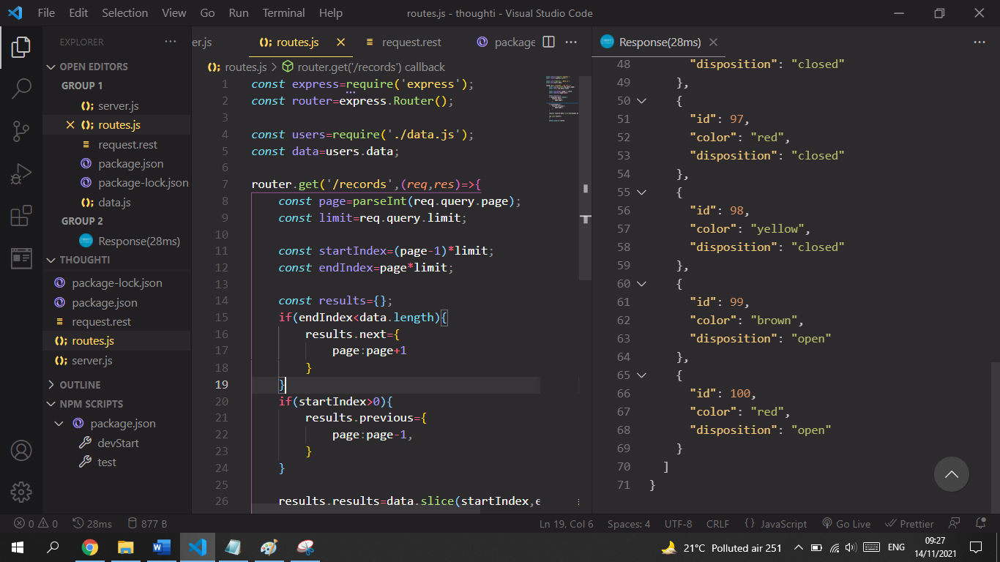 File Edit Selection View Go Run Terminal Help routes.js - thoughti - Visual Studio Code
EXPLORER
OPEN EDITORS
GROUP 1
server.js
routes.js
request.rest
package.json
package-lock.json
data.js
GROUP 2
Response(28ms)
THOUGHTI
package-lock.json
package.json
request.rest
routes.js
server.js
OUTLINE
NPM SCRIPTS
package.json
devStart
test
er.js routes.js request.rest package
routes.js > router.get('/records') callback
1 const express=require('express');
2 const router=express.Router();
3
4 const users=require('./data.js');
5 const data=users.data;
6
7 router.get('/records',(req,res)=>{
8 const page=parseInt(req.query.page);
9 const limit=req.query.limit;
10
11 const startIndex=(page-1)*limit;
12 const endIndex=page*limit;
13
14 const results={};
15 if(endIndex<data.length){
16 results.next={
17 page:page+1
18 }
19 }
20 if(startIndex>0){
21 results.previous={
22 page:page-1,
23 }
24 }
25
26 results.results=data.slice(startIndex,e
Response(28ms)
48 "disposition": "closed"
49 },
50 {
51 "id": 97,
52 "color": "red",
53 "disposition": "closed"
54 },
55 {
56 "id": 98,
57 "color": "yellow",
58 "disposition": "closed"
59 },
60 {
61 "id": 99,
62 "color": "brown",
63 "disposition": "open"
64 },
65 {
66 "id": 100,
67 "color": "red",
68 "disposition": "open"
69 }
70 ]
71 }
0 0 28ms 877 B Ln 19, Col 6 Spaces: 4 UTF-8 CRLF {} JavaScript Go Live Prettier
21°C Polluted air 251 ENG 09:27
14/11/2021